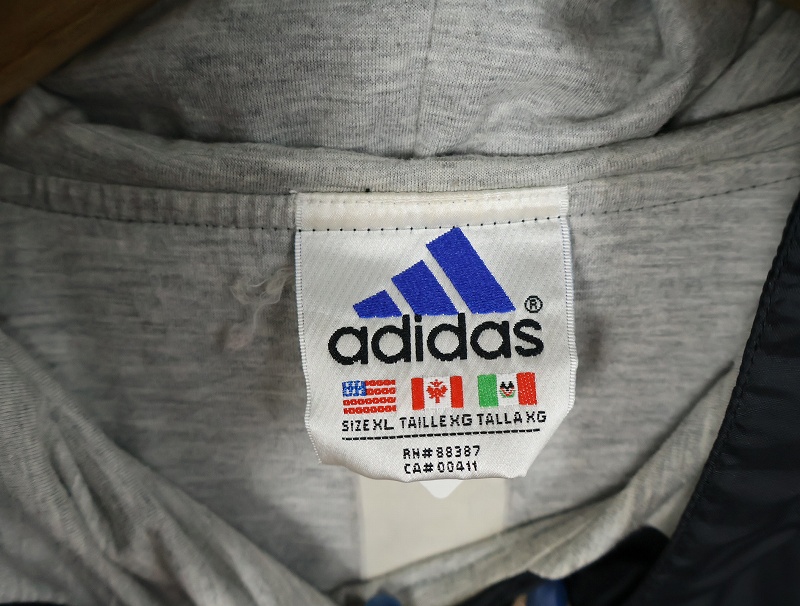 adidas®
SIZE XL TAILLE XG TALLA XG
RN# 88387
CA# 00411